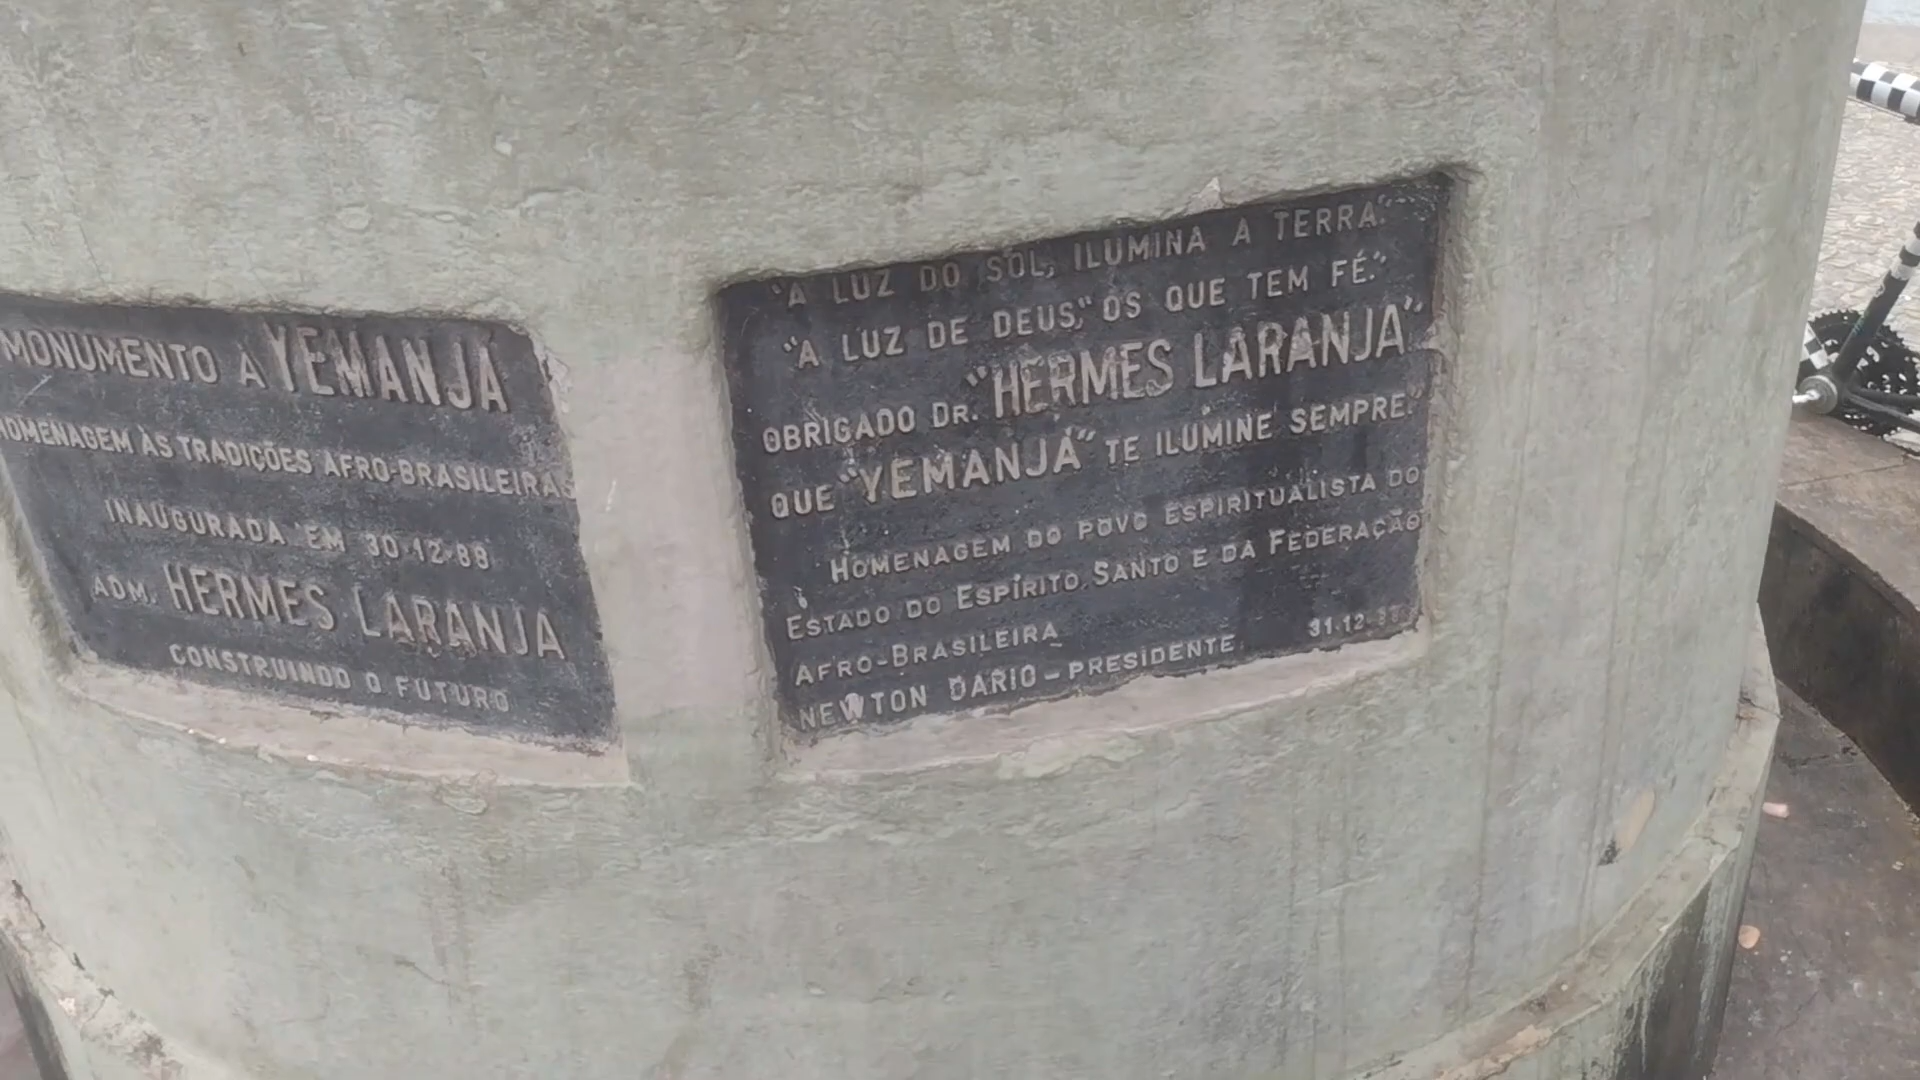 MONUMENTO A YEMANJÁ
HOMENAGEM ÀS TRADIÇÕES AFRO-BRASILEIRAS
INAUGURADA EM 30-12-88
ADM. HERMES LARANJA
CONSTRUINDO O FUTURO
"A LUZ DO SOL, ILUMINA A TERRA."
"A LUZ DE DEUS," OS QUE TEM FÉ."
OBRIGADO DR. "HERMES LARANJA".
QUE "YEMANJÁ" TE ILUMINE SEMPRE."
HOMENAGEM DO POVO ESPIRITUALISTA DO
ESTADO DO ESPÍRITO SANTO E DA FEDERAÇÃO
AFRO-BRASILEIRA
NEWTON DARIO - PRESIDENTE 31.12